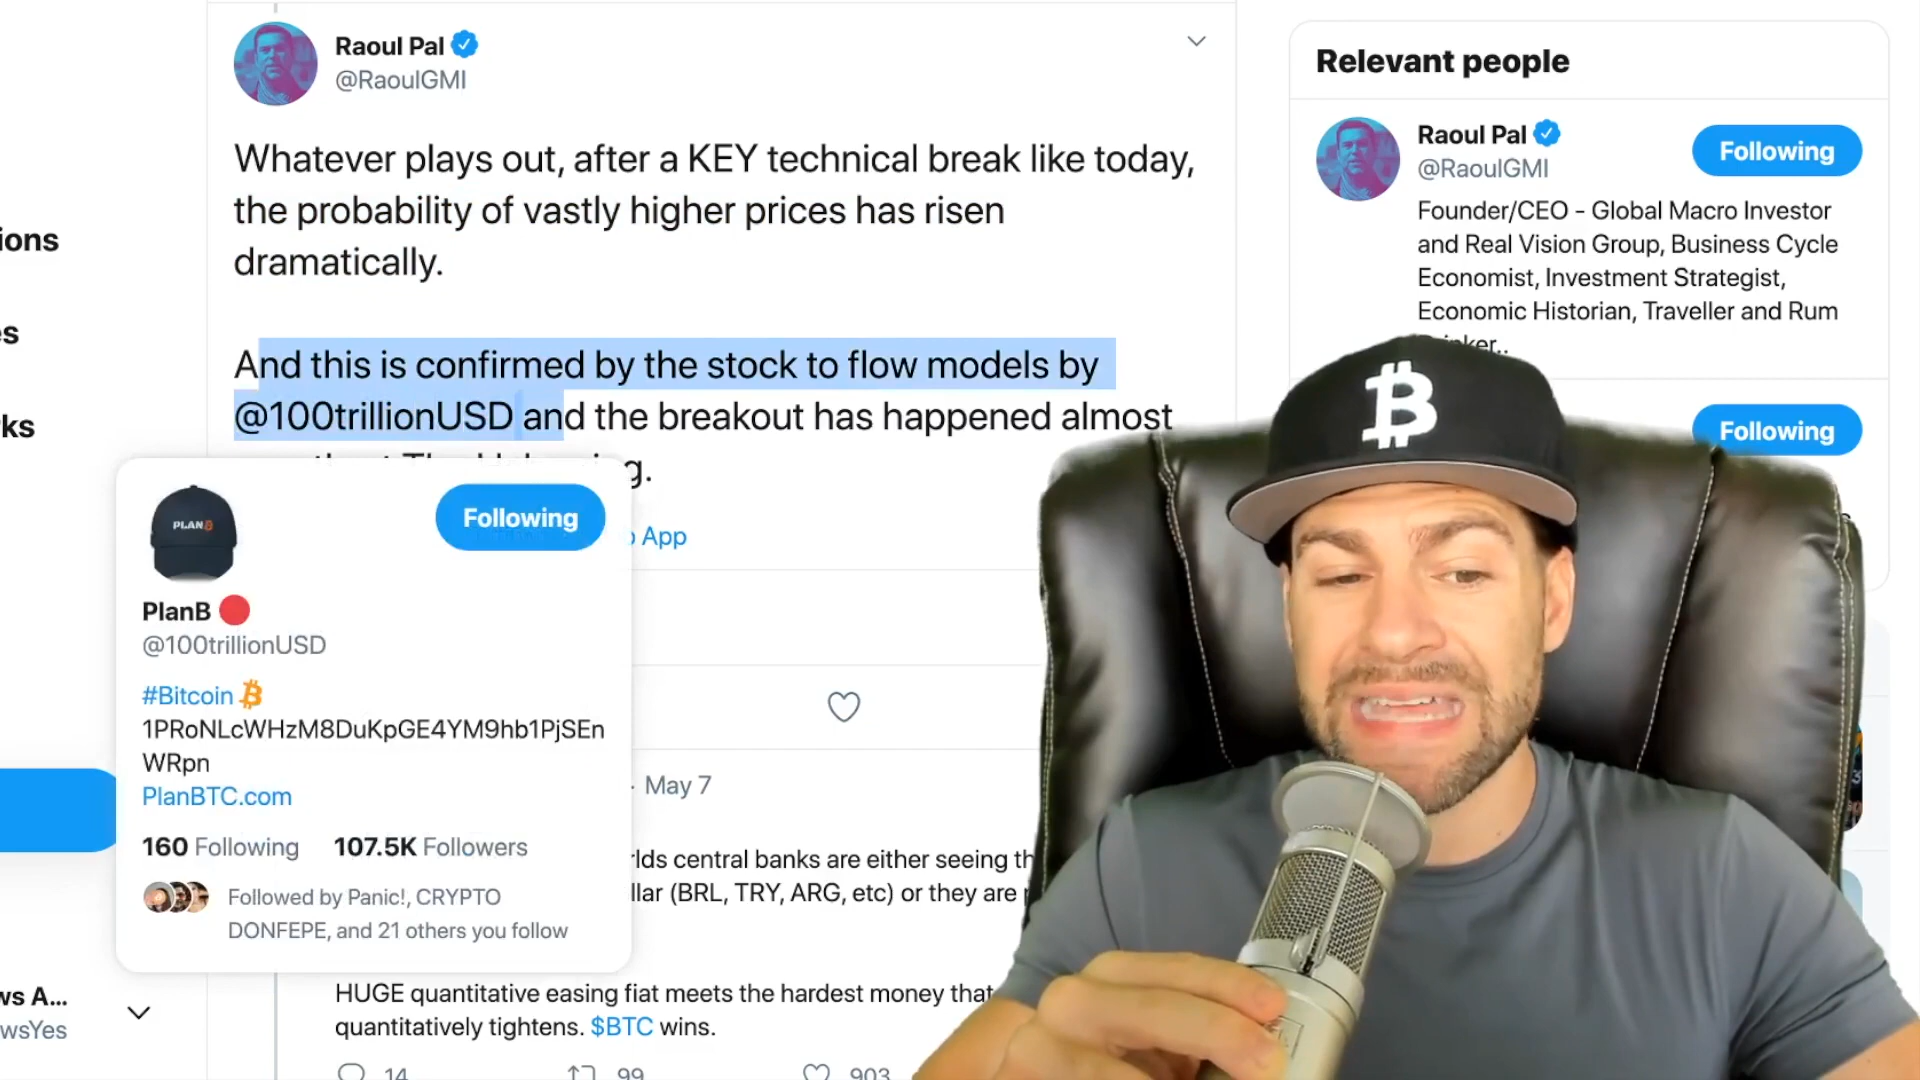 Raoul Pal
@RaoulGMI
Whatever plays out, after a KEY technical break like today,
the probability of vastly higher prices has risen
dramatically.
And this is confirmed by the stock to flow models by
@100trillionUSD and the breakout has happened almost
g.
App
Following
PLANB
PlanB
@100trillionUSD
#Bitcoin
1PRoNLcWHzM8DuKpGE4YM9hb1PjSEn
WRpn
PlanBTC.com
160 Following 107.5K Followers
Followed by Panic!, CRYPTO
DONFEPE, and 21 others you follow
· May 7
rlds central banks are either seeing th
llar (BRL, TRY, ARG, etc) or they are
HUGE quantitative easing fiat meets the hardest money that
quantitatively tightens. $BTC wins.
14 99 903
ions
es
ks
ws A...
wsYes
Relevant people
Raoul Pal
@RaoulGMI
Following
Founder/CEO - Global Macro Investor
and Real Vision Group, Business Cycle
Economist, Investment Strategist,
Economic Historian, Traveller and Rum
Following